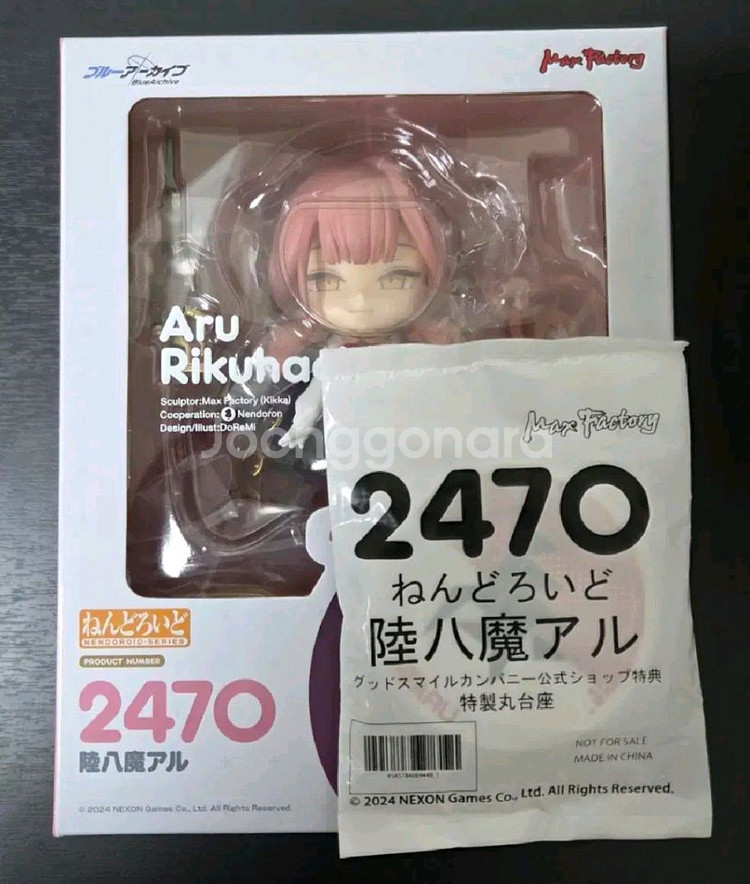 ブルーアーカイブ
BlueArchive
Max Factory
Aru
Rikuha
Sculptor:Max Factory (Kikka)
Cooperation: Nendoron
Design/Illust:DoReMi
Joonggonara
ねんどろいど
NENDOROID-SERIES
PRODUCT NUMBER
2470
陸八魔アル
© 2024 NEXON Games Co., Ltd. All Rights Reserved.
Max Factory
2470
ねんどろいど
陸八魔アル
グッドスマイルカンパニー公式ショップ特典
特製丸台座
NOT FOR SALE
MADE IN CHINA
© 2024 NEXON Games Co., Ltd. All Rights Reserved.